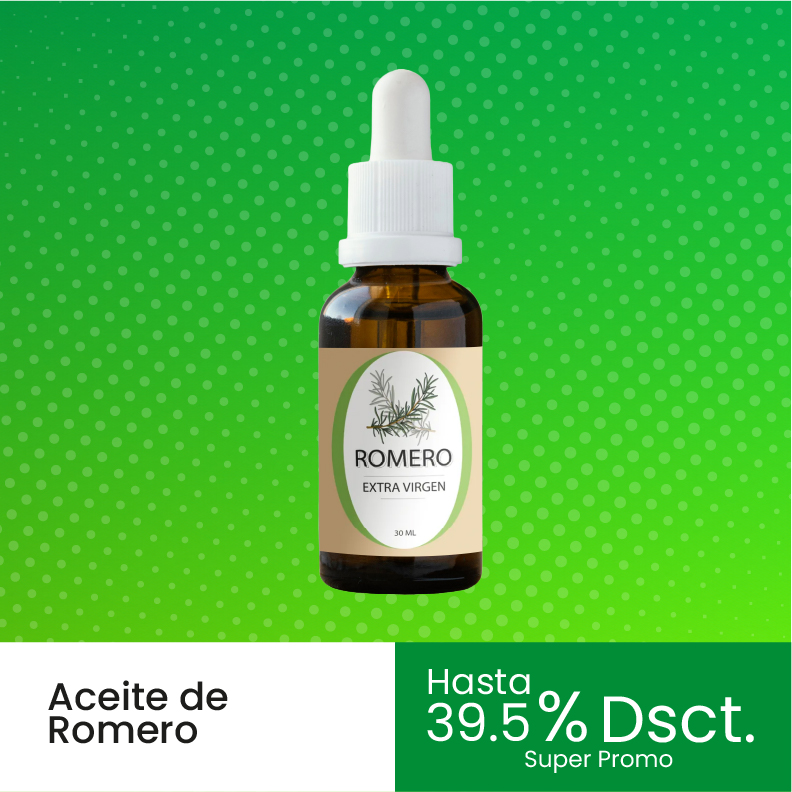 ROMERO
EXTRA VIRGEN
30 ML
Aceite de
Romero
Hasta
39.5% Dsct.
Super Promo